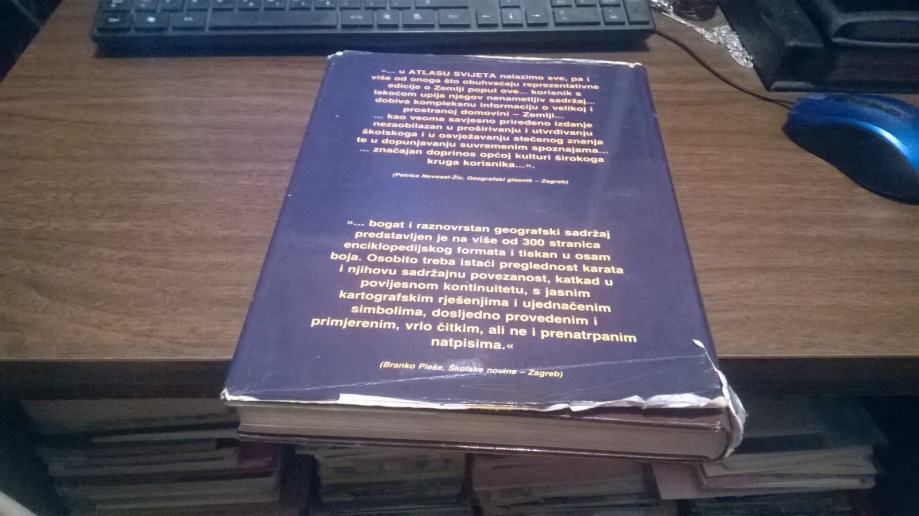 "... u ATLASU SVIJETA nalazimo sve, pa i
više od onoga što obuhvaćaju reprezentativne
edicije o Zemlji poput ove... korisnik s
lakoćom upija njegov nenametljiv sadržaj...
dobiva kompleksnu informaciju o velikoj i
prostranoj domovini – Zemlji...
... kao veoma savjesno priređeno izdanje
nezaobilazan u proširivanju i utvrđivanju
školskoga i u osvježavanju stečenog znanja
te u dopunjavanju suvremenim spoznajama...
... značajan doprinos općoj kulturi širokoga
kruga korisnika...".
(Petrica Novosel-Žic, Geografski glasnik – Zagreb)
»... bogat i raznovrstan geografski sadržaj
predstavljen je na više od 300 stranica
enciklopedijskog formata i tiskan u osam
boja. Osobito treba istaći preglednost karata
i njihovu sadržajnu povezanost, katkad u
povijesnom kontinuitetu, s jasnim
kartografskim rješenjima i ujednačenim
simbolima, dosljedno provedenim i
primjerenim, vrlo čitkim, ali ne i prenatrpanim
natpisima.«
(Branko Pleše, Školske novine – Zagreb)